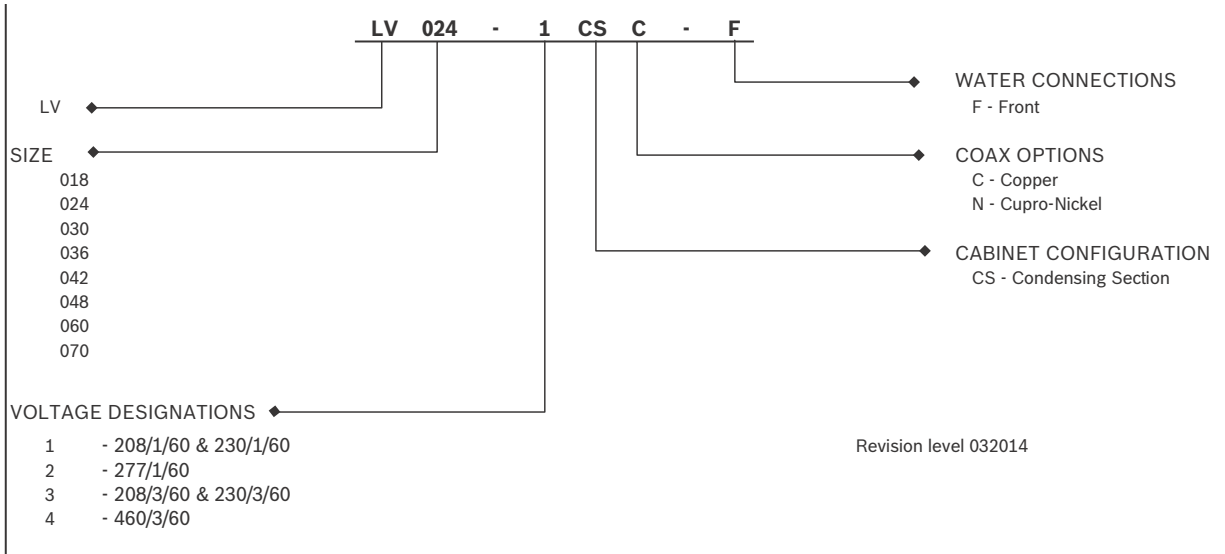 LV 024 - 1 CS C - F
LV
SIZE
018
024
030
036
042
048
060
070
VOLTAGE DESIGNATIONS
1 - 208/1/60 & 230/1/60
2 - 277/1/60
3 - 208/3/60 & 230/3/60
4 - 460/3/60
WATER CONNECTIONS
F - Front
COAX OPTIONS
C - Copper
N - Cupro-Nickel
CABINET CONFIGURATION
CS - Condensing Section
Revision level 032014